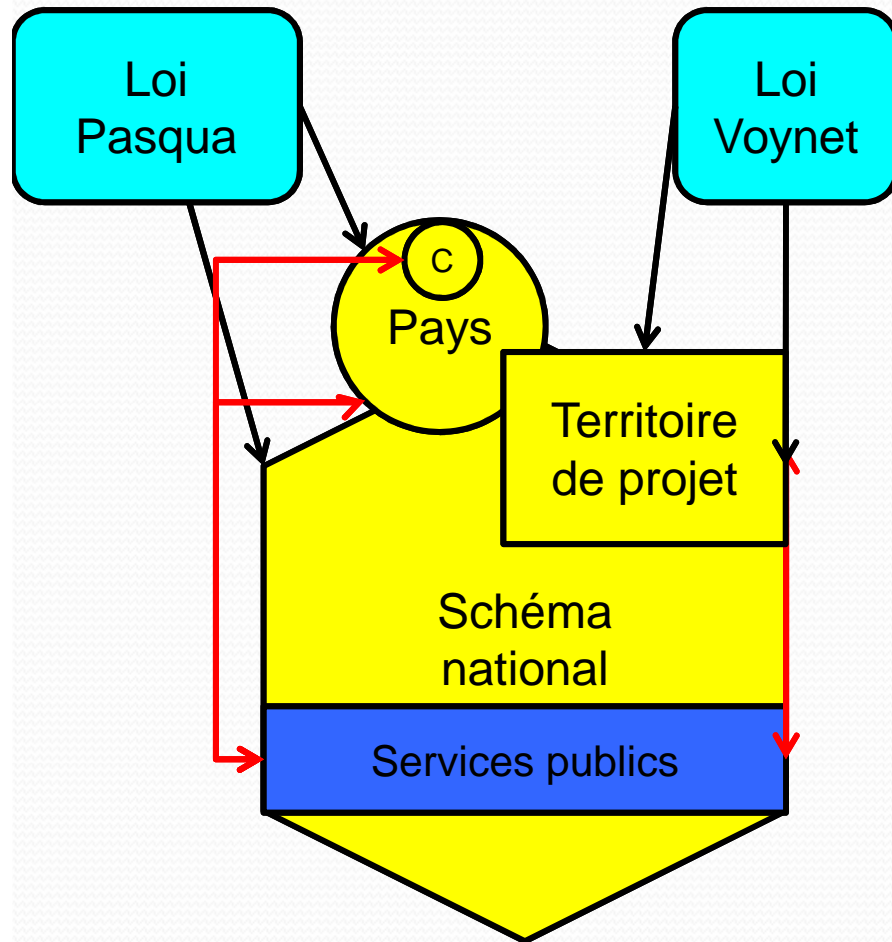 Loi
Pasqua
Loi
Voynet
C
Pays
Territoire
de projet
Schéma
national
Services publics